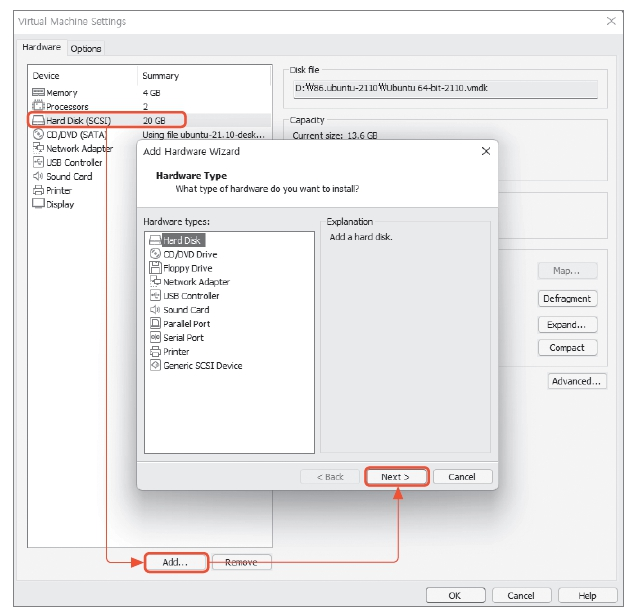 Virtual Machine Settings
Hardware Options
Device Summary
Memory 4 GB
Processors 2
Hard Disk (SCSI) 20 GB
CD/DVD (SATA) Using file ubuntu-21,10-desk...
Network Adapter
USB Controller
Sound Card
Printer
Display
Disk file
D:₩86.ubuntu-2110₩Ubuntu 64-bit-2110.vmdk
Capacity
Current size: 13,6 GB
Add Hardware Wizard
Hardware Type
What type of hardware do you want to install?
Hardware types:
Hard Disk
CD/DVD Drive
Floppy Drive
Network Adapter
USB Controller
Sound Card
Parallel Port
Serial Port
Printer
Generic SCSI Device
Explanation
Add a hard disk.
< Back Next > Cancel
Map...
Defragment
Expand...
Compact
Advanced...
Add... Remove
OK Cancel Help